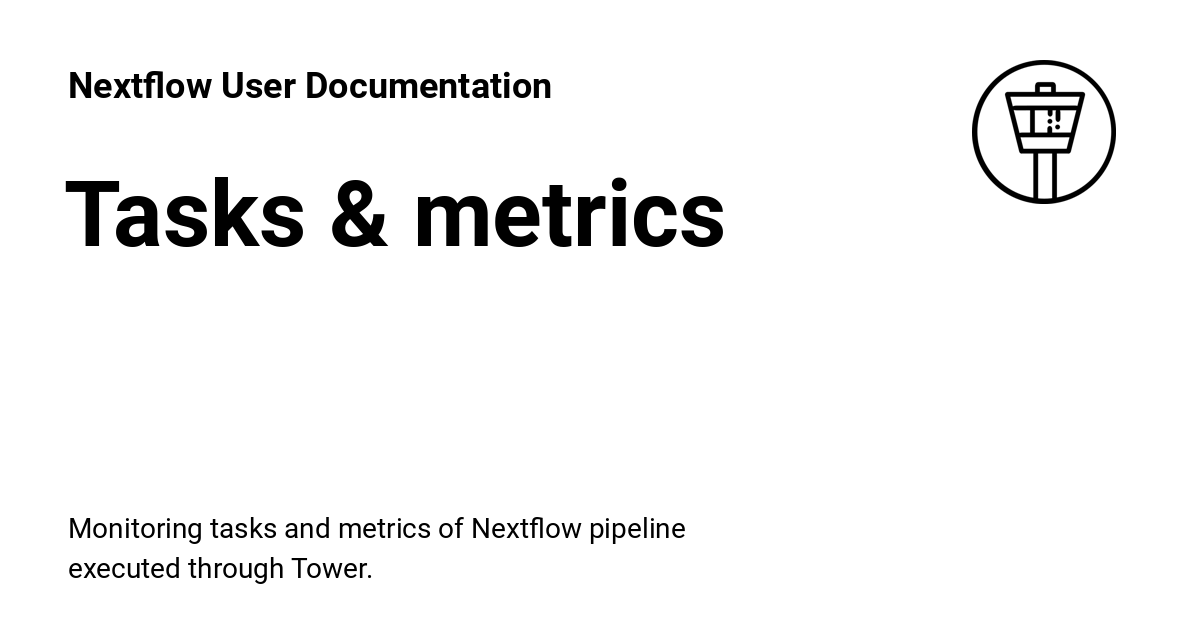 Nextflow User Documentation
Tasks & metrics
Monitoring tasks and metrics of Nextflow pipeline
executed through Tower.